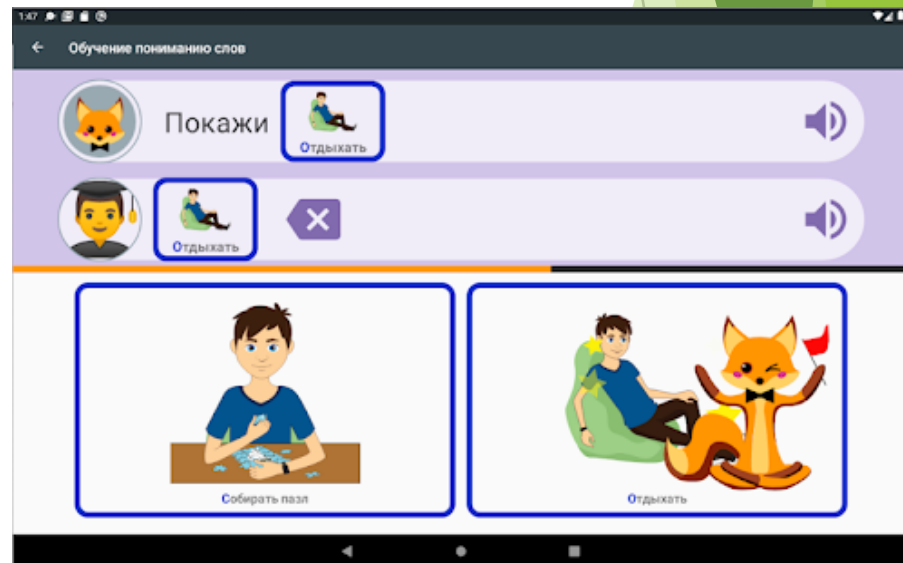 1:47
Обучение пониманию слов
Покажи
Отдыхать
Отдыхать
Собирать пазл
Отдыхать